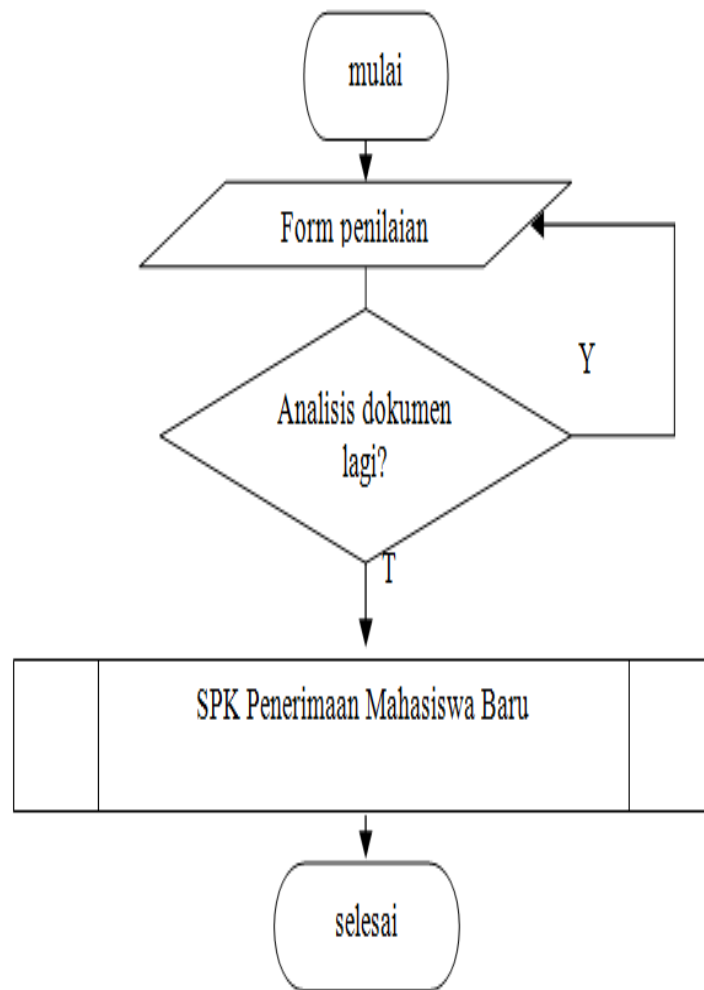 mulai
Form penilaian
Y
Analisis dokumen
lagi?
T
SPK Penerimaan Mahasiswa Baru
selesai